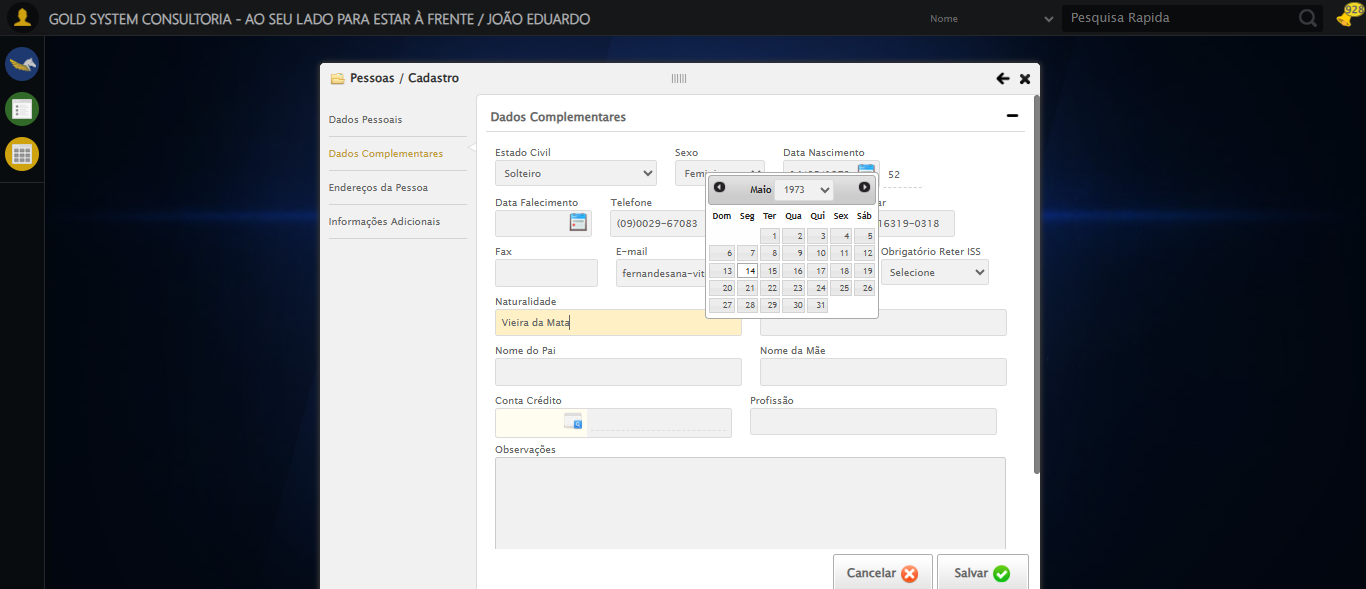 GOLD SYSTEM CONSULTORIA - AO SEU LADO PARA ESTAR À FRENTE / JOÃO EDUARDO
Nome
Pesquisa Rapida
928
Pessoas / Cadastro
Dados Pessoais
Dados Complementares
Endereços da Pessoa
Informações Adicionais
Dados Complementares
Estado Civil Sexo Data Nascimento
Solteiro 52
Maio 1973
Dom Seg Ter Qua Qui Sex Sáb
1 2 3 4 5
6 7 8 9 10 11 12
13 14 15 16 17 18 19
20 21 22 23 24 25 26
27 28 29 30 31
Data Falecimento Telefone
(09)0029-67083 16319-0318
Fax E-mail Obrigatório Reter ISS
fernandesana-vit Selecione
Naturalidade
Vieira da Mata
Nome do Pai Nome da Mãe
Conta Crédito Profissão
Observações
Cancelar Salvar